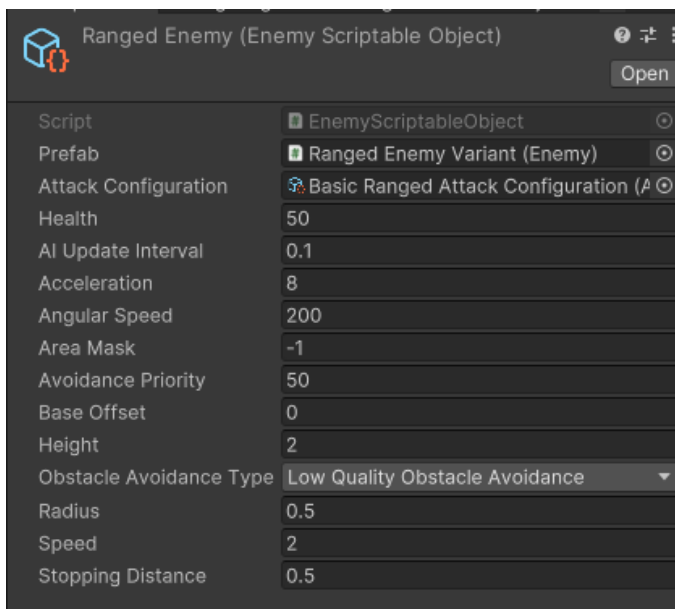 Ranged Enemy (Enemy Scriptable Object)
Open
Script EnemyScriptableObject
Prefab Ranged Enemy Variant (Enemy)
Attack Configuration Basic Ranged Attack Configuration (A
Health 50
AI Update Interval 0.1
Acceleration 8
Angular Speed 200
Area Mask -1
Avoidance Priority 50
Base Offset 0
Height 2
Obstacle Avoidance Type Low Quality Obstacle Avoidance
Radius 0.5
Speed 2
Stopping Distance 0.5